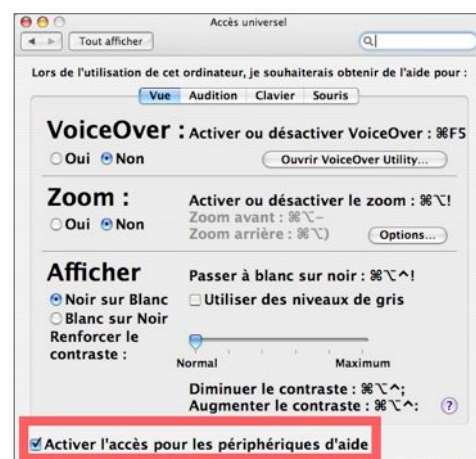 Accès universel
Tout afficher
Lors de l'utilisation de cet ordinateur, je souhaiterais obtenir de l'aide pour :
Vue Audition Clavier Souris
VoiceOver : Activer ou désactiver VoiceOver : ⌘F5
Oui Non Ouvrir VoiceOver Utility...
Zoom : Activer ou désactiver le zoom : ⌘⌥!
Zoom avant : ⌘⌥-
Oui Non
Zoom arrière : ⌘⌥) Options...
Afficher Passer à blanc sur noir : ⌘⌥^!
Noir sur Blanc Utiliser des niveaux de gris
Blanc sur Noir
Renforcer le
contraste :
Normal Maximum
Diminuer le contraste : ⌘⌥^;
Augmenter le contraste : ⌘⌥^: ?
Activer l'accès pour les périphériques d'aide